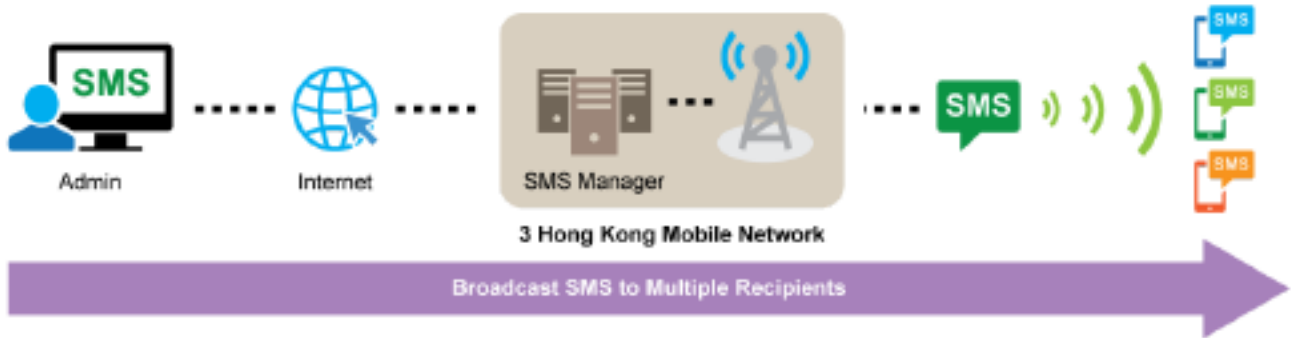 SMS
Admin
Internet
SMS Manager
3 Hong Kong Mobile Network
SMS
SMS
SMS
SMS
Broadcast SMS to Multiple Recipients